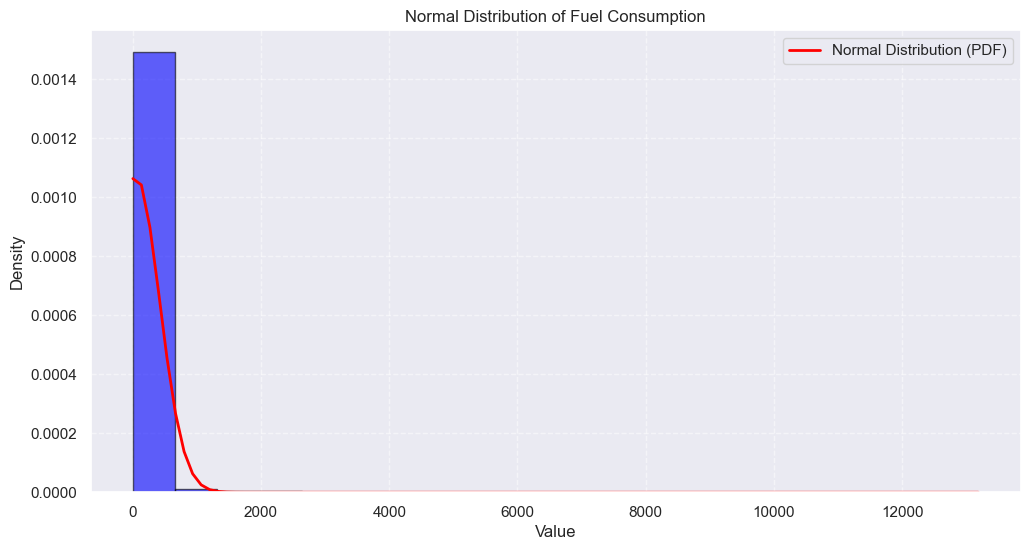 Normal Distribution of Fuel Consumption
Normal Distribution (PDF)
0.0014
0.0012
0.0010
0.0008
0.0006
0.0004
0.0002
0.0000
Density
0 2000 4000 6000 8000 10000 12000
Value